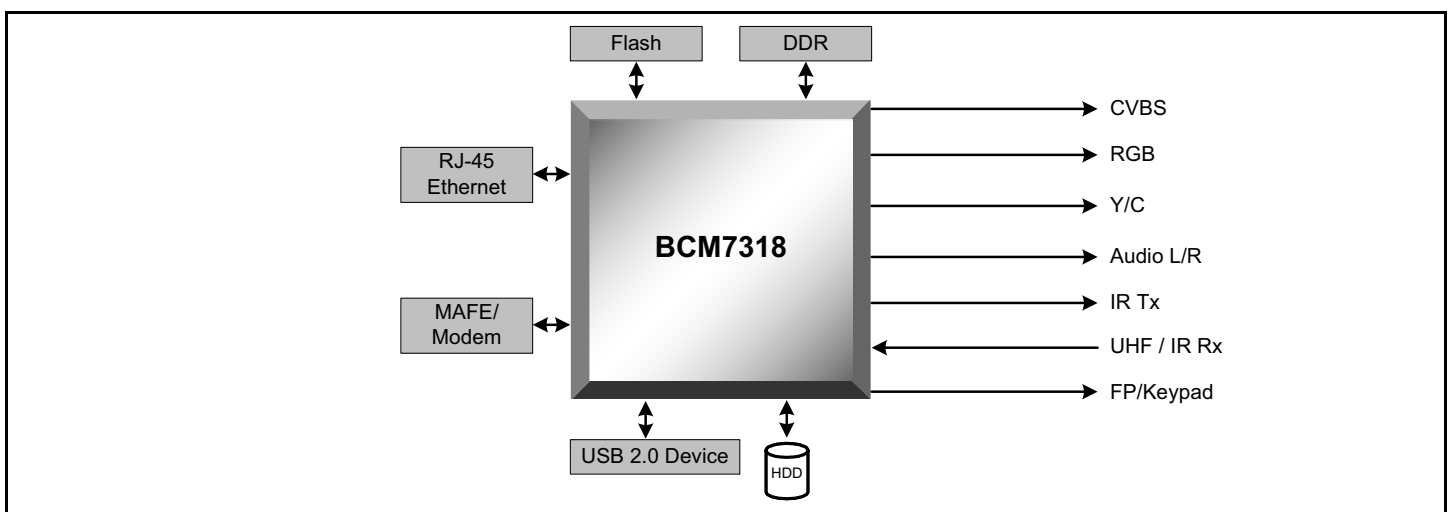 Flash
DDR
RJ-45
Ethernet
MAFE/
Modem
BCM7318
CVBS
RGB
Y/C
Audio L/R
IR Tx
UHF / IR Rx
FP/Keypad
USB 2.0 Device
HDD